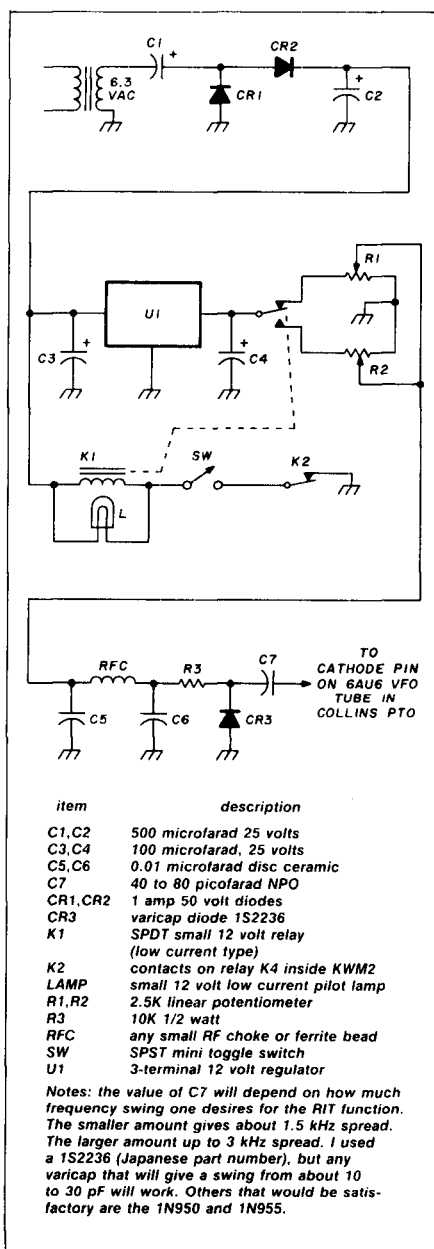 C1 +
CR2
6.3
VAC
CR1
+
C2
R1
U1
C3 +
+
C4
R2
K1
SW
K2
L
RFC
R3
C7
TO
CATHODE PIN
ON 6AU6 VFO
TUBE IN
COLLINS PTO
C5
C6
CR3
item description
C1,C2 500 microfarad 25 volts
C3,C4 100 microfarad, 25 volts
C5,C6 0.01 microfarad disc ceramic
C7 40 to 80 picofarad NPO
CR1,CR2 1 amp 50 volt diodes
CR3 varicap diode 1S2236
K1 SPDT small 12 volt relay
(low current type)
K2 contacts on relay K4 inside KWM2
LAMP small 12 volt low current pilot lamp
R1,R2 2.5K linear potentiometer
R3 10K 1/2 watt
RFC any small RF choke or ferrite bead
SW SPST mini toggle switch
U1 3-terminal 12 volt regulator
Notes: the value of C7 will depend on how much
frequency swing one desires for the RIT function.
The smaller amount gives about 1.5 kHz spread.
The larger amount up to 3 kHz spread. I used
a 1S2236 (Japanese part number), but any
varicap that will give a swing from about 10
to 30 pF will work. Others that would be satis-
factory are the 1N950 and 1N955.